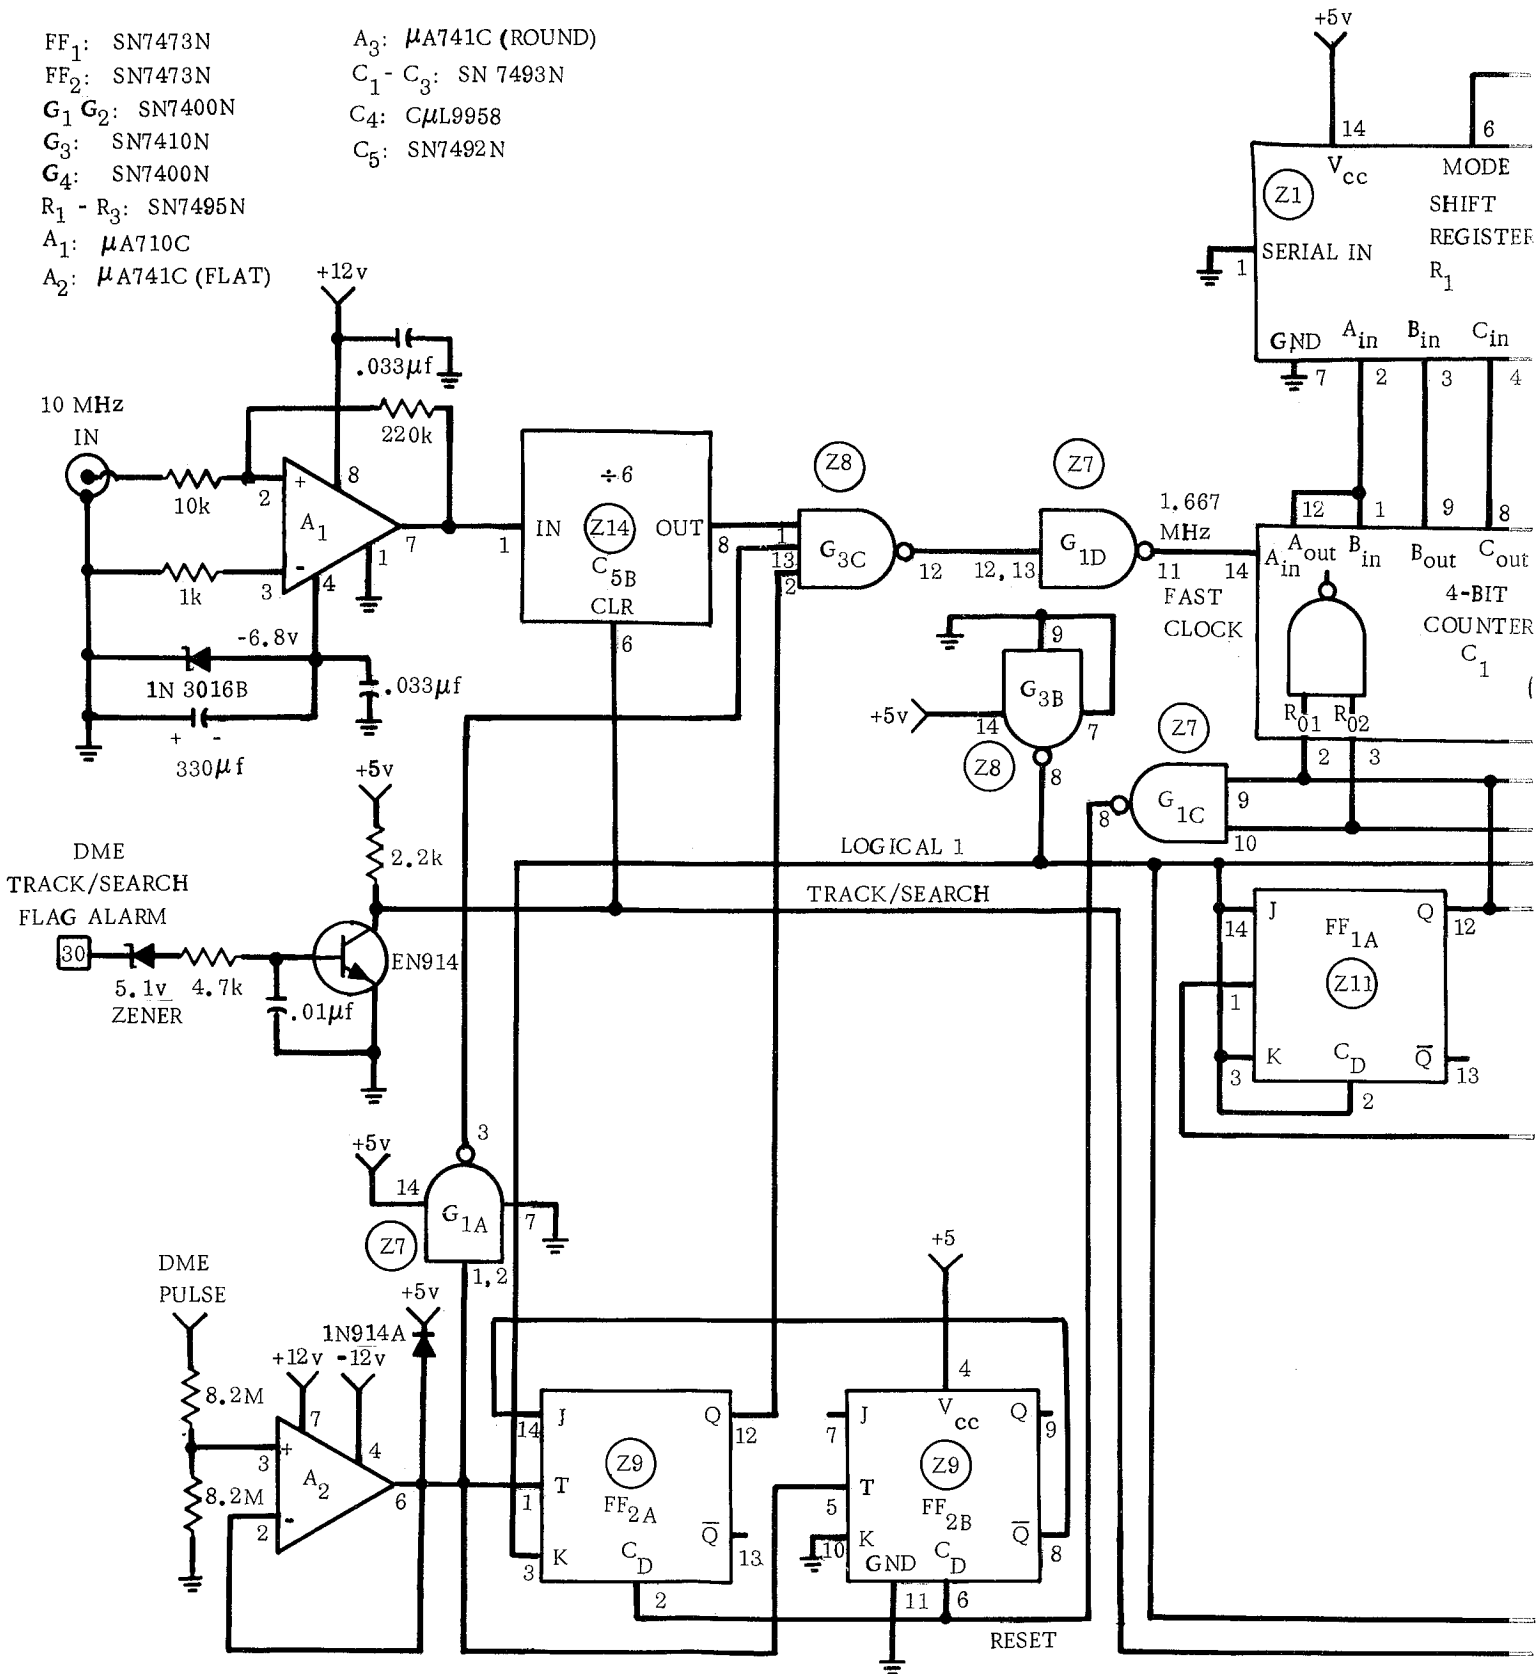 FF1: SN7473N
FF2: SN7473N
G1 G2: SN7400N
G3: SN7410N
G4: SN7400N
R1 - R3: SN7495N
A1: μA710C
A2: μA741C (FLAT)
A3: μA741C (ROUND)
C1 - C3: SN 7493N
C4: CμL9958
C5: SN7492N
+5v
14
6
Vcc
MODE
Z1
SHIFT
REGISTER
R1
SERIAL IN
1
GND
Ain
Bin
Cin
7
2
3
4
+12v
.033μf
220k
10 MHz
IN
10k
2
+
8
A1
7
1
-
4
3
1k
-6.8v
1N 3016B
.033μf
+ -
330μf
÷6
IN
Z14
OUT
1
C5B
8
CLR
6
Z8
1
13
2
G3C
12
Z7
12, 13
G1D
11
1.667
MHz
FAST
CLOCK
14
12
1
9
8
Ain
Aout
Bin
Bout
Cout
4-BIT
COUNTER
C1
R01
R02
2
3
9
G3B
+5v
14
7
Z8
8
Z7
8
G1C
9
10
+5v
2.2k
LOGICAL 1
TRACK/SEARCH
DME
TRACK/SEARCH
FLAG ALARM
30
5.1v
ZENER
4.7k
.01μf
EN914
J
14
FF1A
Q
12
Z11
1
K
3
CD
2
Q̅
13
3
+5v
14
G1A
7
Z7
1, 2
DME
PULSE
+5v
1N914A
+12v
-12v
8.2M
7
4
+
3
A2
6
8.2M
2
-
14
J
Q
12
Z9
T
1
FF2A
Q̅
13
K
3
CD
2
+5
4
Vcc
J
7
Q
9
Z9
T
5
FF2B
K
10
Q̅
8
GND
CD
11
6
RESET